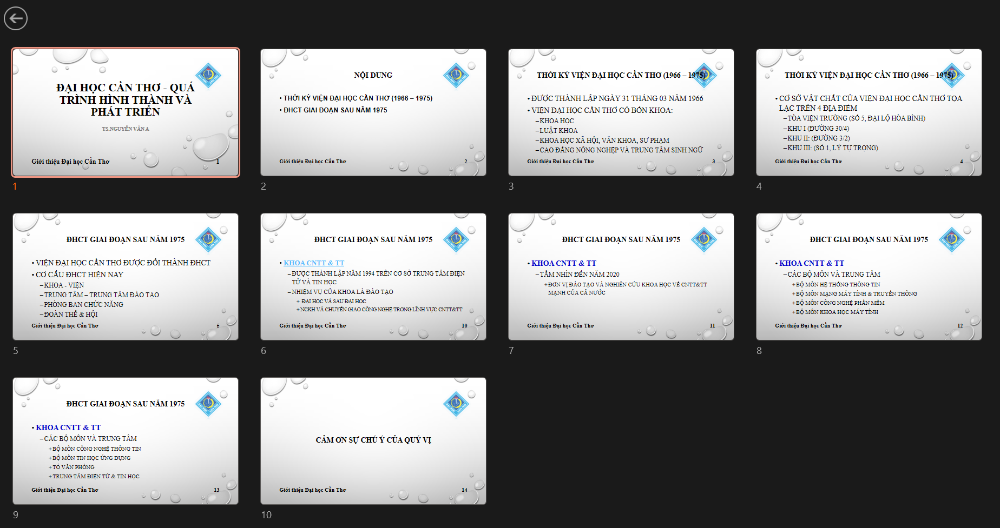 ĐẠI HỌC CẦN THƠ - QUÁ
TRÌNH HÌNH THÀNH VÀ
PHÁT TRIỂN
TS.NGUYỄN VĂN A
Giới thiệu Đại học Cần Thơ 1
1
NỘI DUNG
• THỜI KỲ VIỆN ĐẠI HỌC CẦN THƠ (1966 – 1975)
• ĐHCT GIAI ĐOẠN SAU NĂM 1975
Giới thiệu Đại học Cần Thơ 2
2
THỜI KỲ VIỆN ĐẠI HỌC CẦN THƠ (1966 – 1975)
• ĐƯỢC THÀNH LẬP NGÀY 31 THÁNG 03 NĂM 1966
• VIỆN ĐẠI HỌC CẦN THƠ CÓ BỐN KHOA:
–KHOA HỌC
–LUẬT KHOA
–KHOA HỌC XÃ HỘI, VĂN KHOA, SƯ PHẠM
–CAO ĐẲNG NÔNG NGHIỆP VÀ TRUNG TÂM SINH NGỮ
Giới thiệu Đại học Cần Thơ 3
3
THỜI KỲ VIỆN ĐẠI HỌC CẦN THƠ (1966 – 1975)
• CƠ SỞ VẬT CHẤT CỦA VIỆN ĐẠI HỌC CẦN THƠ TỌA
LẠC TRÊN 4 ĐỊA ĐIỂM
–TÒA VIỆN TRƯỞNG (SỐ 5, ĐẠI LỘ HÒA BÌNH)
–KHU I (ĐƯỜNG 30/4)
–KHU II: (ĐƯỜNG 3/2)
–KHU III: (SỐ 1, LÝ TỰ TRỌNG)
Giới thiệu Đại học Cần Thơ 4
4
ĐHCT GIAI ĐOẠN SAU NĂM 1975
• VIỆN ĐẠI HỌC CẦN THƠ ĐƯỢC ĐỔI THÀNH ĐHCT
• CƠ CẤU ĐHCT HIỆN NAY
–KHOA - VIỆN
–TRUNG TÂM – TRUNG TÂM ĐÀO TẠO
–PHÒNG BAN CHỨC NĂNG
–ĐOÀN THỂ & HỘI
Giới thiệu Đại học Cần Thơ 5
5
ĐHCT GIAI ĐOẠN SAU NĂM 1975
• KHOA CNTT & TT
–ĐƯỢC THÀNH LẬP NĂM 1994 TRÊN CƠ SỞ TRUNG TÂM ĐIỆN
TỬ VÀ TIN HỌC
–NHIỆM VỤ CỦA KHOA LÀ ĐÀO TẠO
+ ĐẠI HỌC VÀ SAU ĐẠI HỌC
+NCKH VÀ CHUYỂN GIAO CÔNG NGHỆ TRONG LĨNH VỰC CNTT&TT
Giới thiệu Đại học Cần Thơ 10
6
ĐHCT GIAI ĐOẠN SAU NĂM 1975
• KHOA CNTT & TT
–TẦM NHÌN ĐẾN NĂM 2020
+ĐƠN VỊ ĐÀO TẠO VÀ NGHIÊN CỨU KHOA HỌC VỀ CNTT&TT
MẠNH CỦA CẢ NƯỚC
Giới thiệu Đại học Cần Thơ 11
7
ĐHCT GIAI ĐOẠN SAU NĂM 1975
• KHOA CNTT & TT
–CÁC BỘ MÔN VÀ TRUNG TÂM
+BỘ MÔN HỆ THỐNG THÔNG TIN
+BỘ MÔN MẠNG MÁY TÍNH & TRUYỀN THÔNG
+BỘ MÔN CÔNG NGHỆ PHẦN MỀM
+BỘ MÔN KHOA HỌC MÁY TÍNH
Giới thiệu Đại học Cần Thơ 12
8
ĐHCT GIAI ĐOẠN SAU NĂM 1975
• KHOA CNTT & TT
–CÁC BỘ MÔN VÀ TRUNG TÂM
+BỘ MÔN CÔNG NGHỆ THÔNG TIN
+BỘ MÔN TIN HỌC ỨNG DỤNG
+TỔ VĂN PHÒNG
+TRUNG TÂM ĐIỆN TỬ & TIN HỌC
Giới thiệu Đại học Cần Thơ 13
9
CẢM ƠN SỰ CHÚ Ý CỦA QUÝ VỊ
Giới thiệu Đại học Cần Thơ 14
10